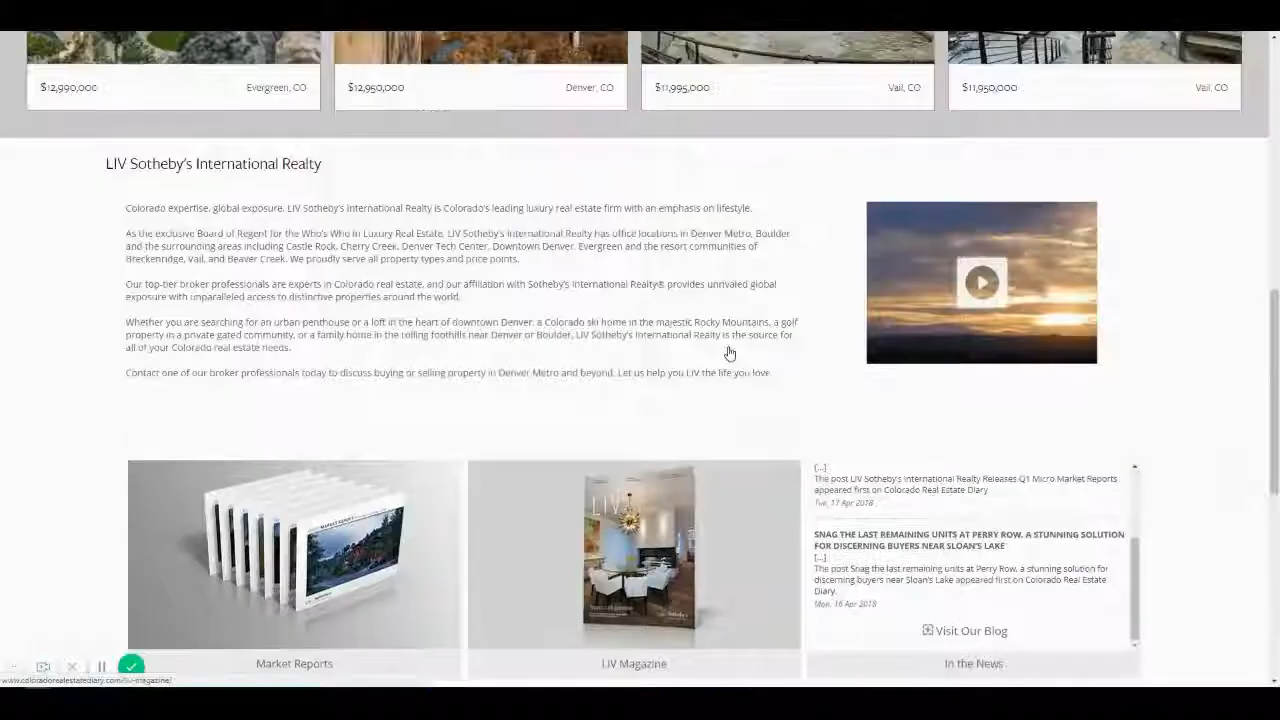 $12,990,000 Evergreen, CO
$12,950,000 Denver, CO
$11,995,000 Vail, CO
$11,950,000 Vail, CO
LIV Sotheby's International Realty
Colorado expertise, global exposure. LIV Sotheby's International Realty is Colorado's leading luxury real estate firm with an emphasis on lifestyle.
As the exclusive Board of Regent for the Who's Who in Luxury Real Estate, LIV Sotheby's International Realty has office locations in Denver Metro, Boulder
and the surrounding areas including Castle Rock, Cherry Creek, Denver Tech Center, Downtown Denver, Evergreen and the resort communities of
Breckenridge, Vail, and Beaver Creek. We proudly serve all property types and price points.
Our top-tier broker professionals are experts in Colorado real estate, and our affiliation with Sotheby's International Realty® provides unrivaled global
exposure with unparalleled access to distinctive properties around the world.
Whether you are searching for an urban penthouse or a loft in the heart of downtown Denver, a Colorado ski home in the majestic Rocky Mountains, a golf
property in a private gated community, or a family home in the rolling foothills near Denver or Boulder, LIV Sotheby's International Realty is the source for
all of your Colorado real estate needs.
Contact one of our broker professionals today to discuss buying or selling property in Denver Metro and beyond. Let us help you LIV the life you love.
MARKET REPORT
LIV
[...]
The post LIV Sotheby's International Realty Releases Q1 Micro Market Reports
appeared first on Colorado Real Estate Diary
Tue, 17 Apr 2018
SNAG THE LAST REMAINING UNITS AT PERRY ROW, A STUNNING SOLUTION
FOR DISCERNING BUYERS NEAR SLOAN'S LAKE
[...]
The post Snag the last remaining units at Perry Row, a stunning solution for
discerning buyers near Sloan's Lake appeared first on Colorado Real Estate
Diary.
Mon, 16 Apr 2018
Visit Our Blog
Market Reports
LIV Magazine
In the News
www.coloradorealestatediary.com/liv-magazine/